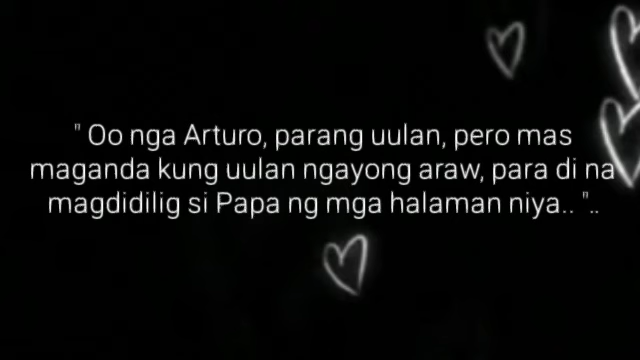 " Oo nga Arturo, parang uulan, pero mas
maganda kung uulan ngayong araw, para di na
magdidilig si Papa ng mga halaman niya.. "..